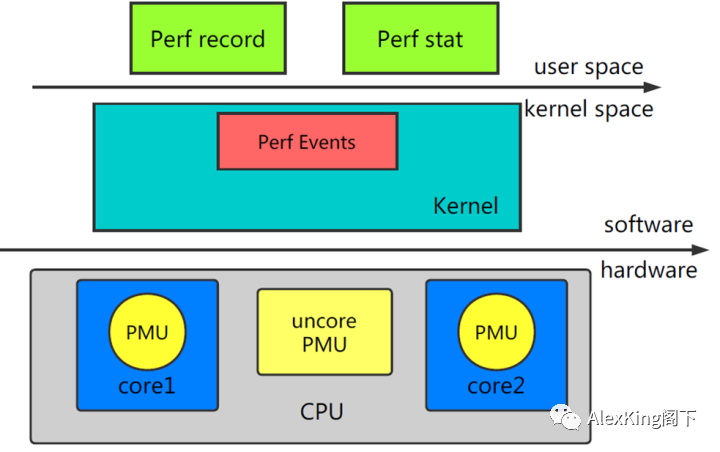 Perf record
Perf stat
user space
kernel space
Perf Events
Kernel
software
hardware
PMU
uncore
PMU
PMU
core1
core2
CPU
AlexKing阁下